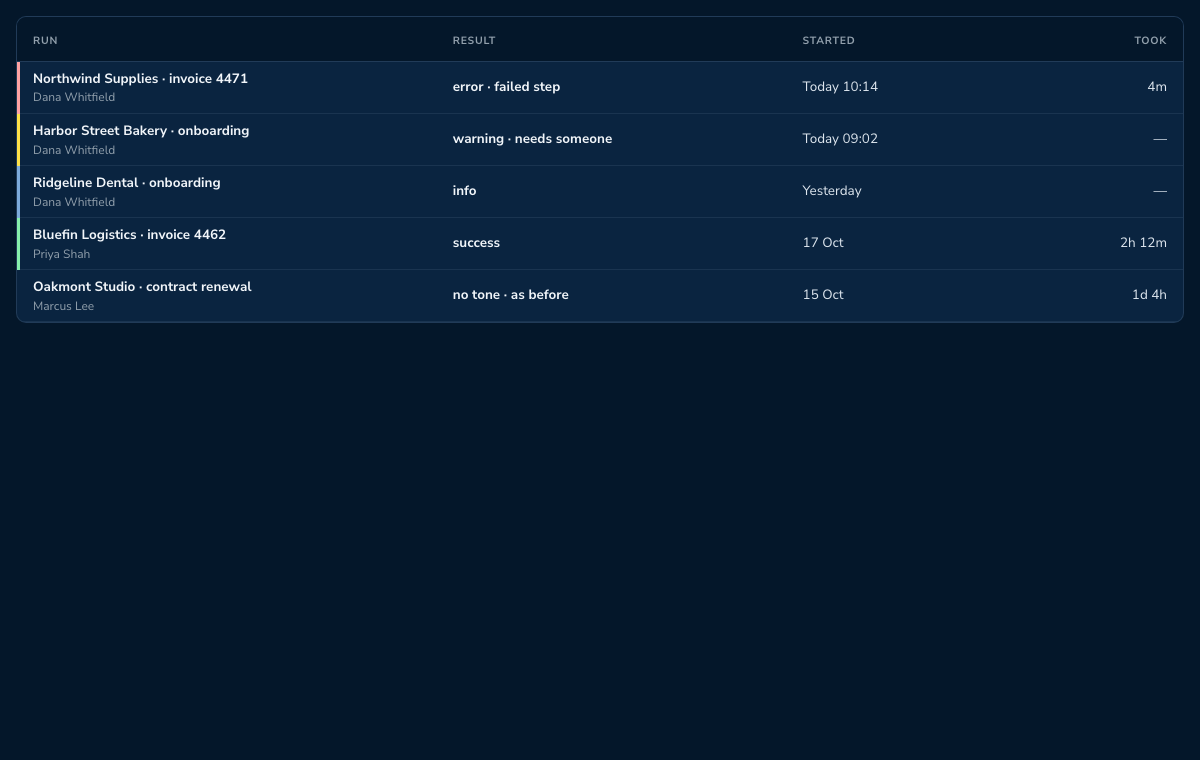 RUN RESULT STARTED TOOK
Northwind Supplies · invoice 4471
Dana Whitfield
error · failed step
Today 10:14
4m
Harbor Street Bakery · onboarding
Dana Whitfield
warning · needs someone
Today 09:02
—
Ridgeline Dental · onboarding
Dana Whitfield
info
Yesterday
—
Bluefin Logistics · invoice 4462
Priya Shah
success
17 Oct
2h 12m
Oakmont Studio · contract renewal
Marcus Lee
no tone · as before
15 Oct
1d 4h